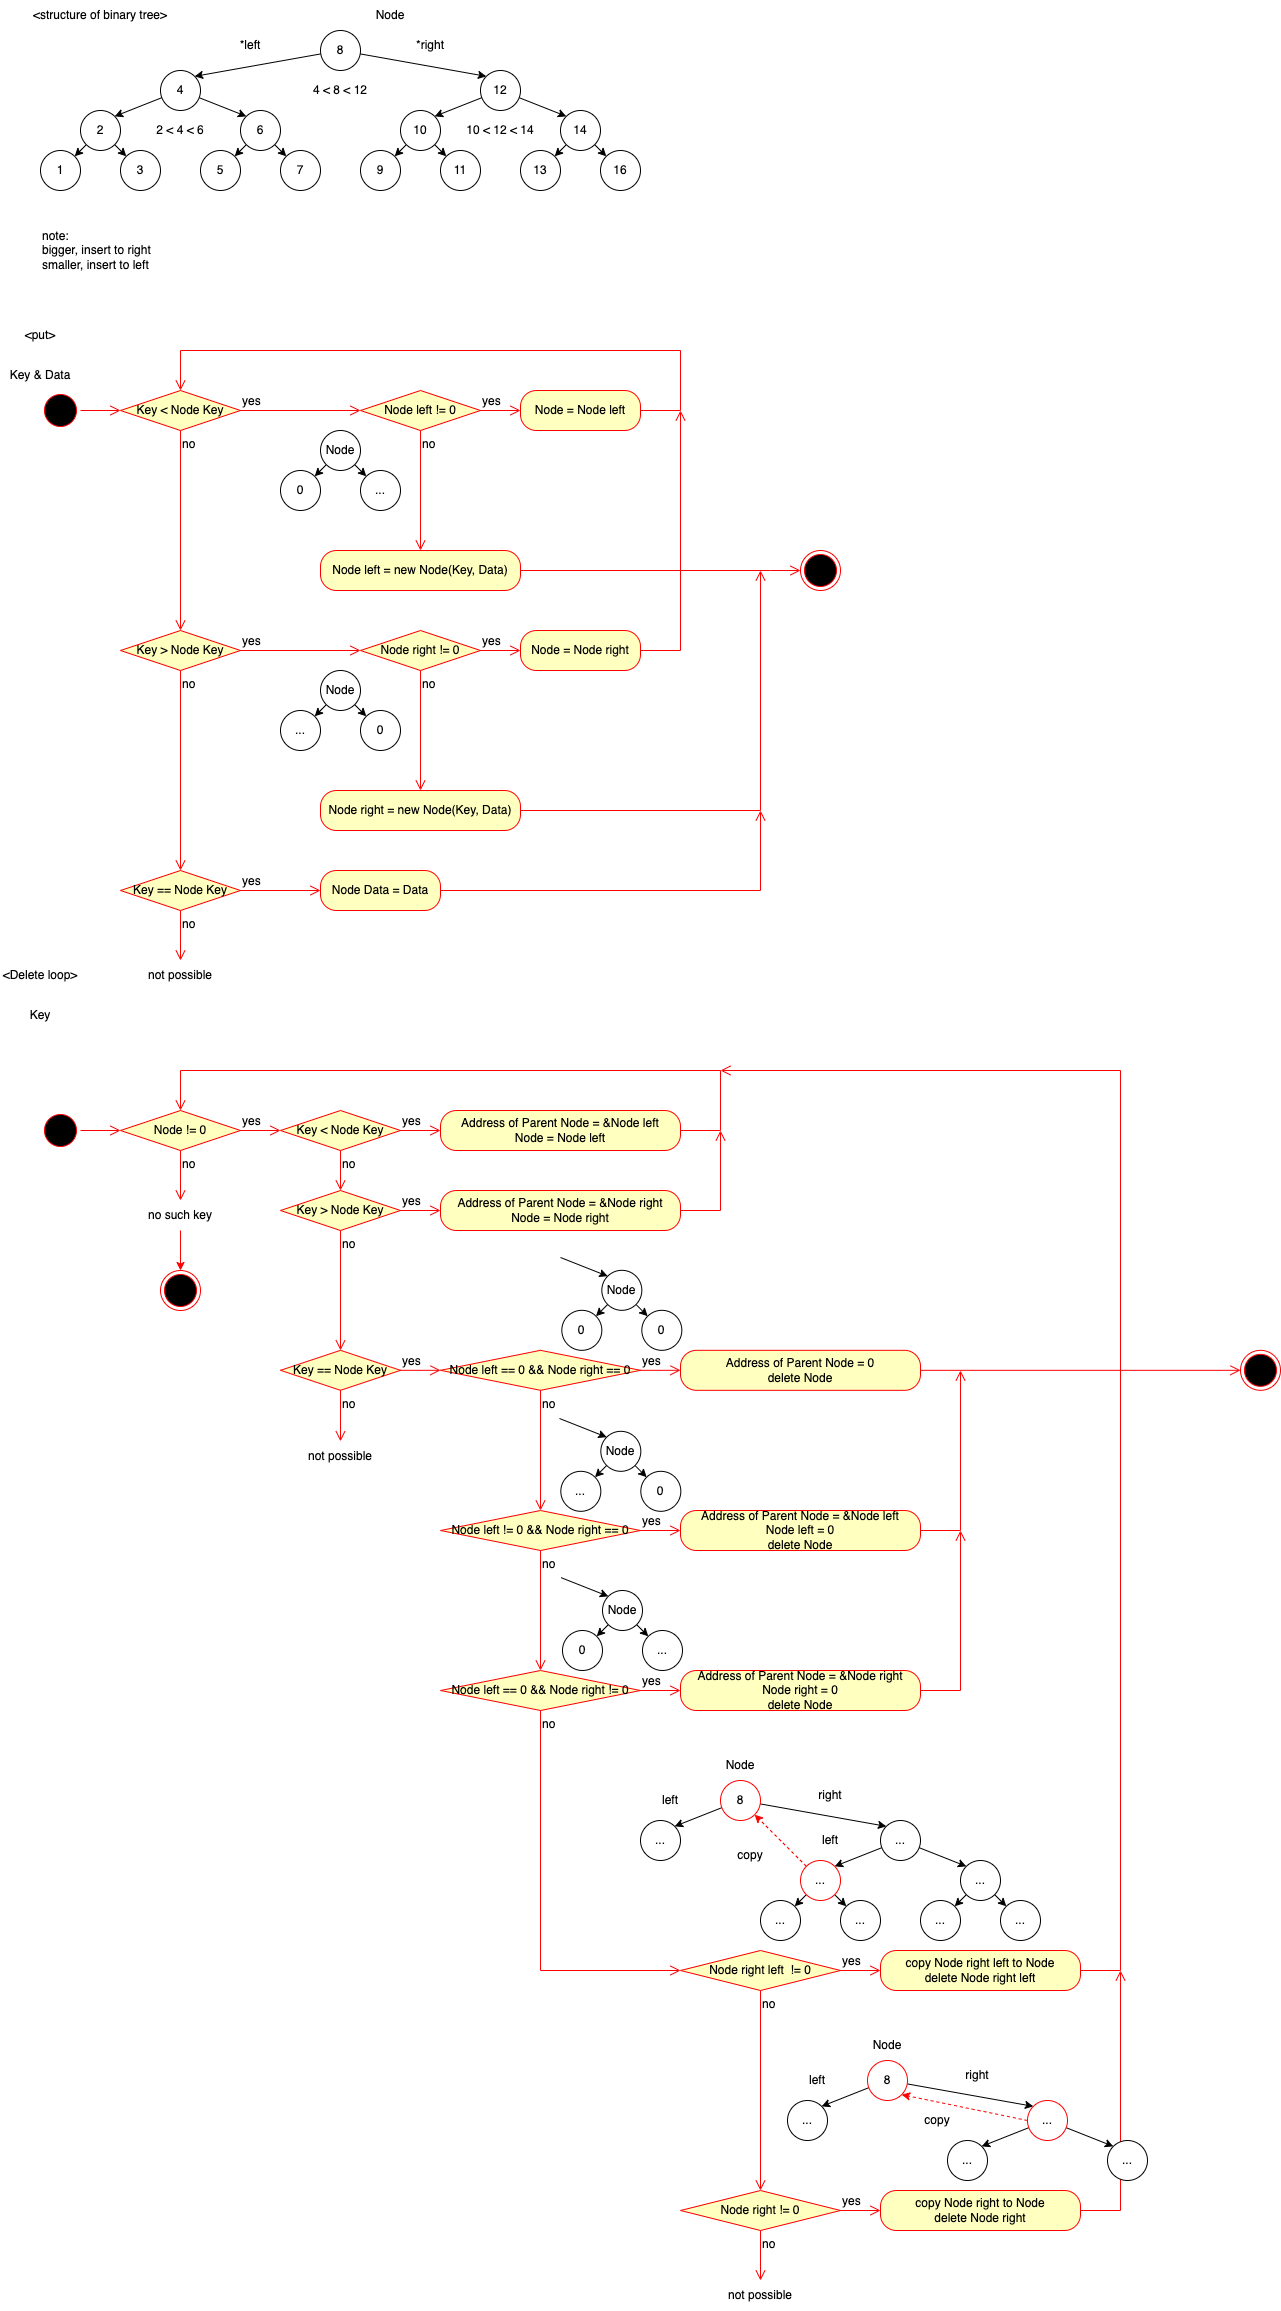 <structure of binary tree>
Node
*left
*right
8
4
4 < 8 < 12
12
2
2 < 4 < 6
6
10
10 < 12 < 14
14
1
3
5
7
9
11
13
16
note:
bigger, insert to right
smaller, insert to left
<put>
Key & Data
Key < Node Key
yes
Node left != 0
yes
Node = Node left
no
no
Node
0
...
Node left = new Node(Key, Data)
Key > Node Key
yes
Node right != 0
yes
Node = Node right
no
no
Node
...
0
Node right = new Node(Key, Data)
Key == Node Key
yes
Node Data = Data
no
not possible
<Delete loop>
Key
Node != 0
yes
Key < Node Key
yes
Address of Parent Node = &Node left
Node = Node left
no
no
no such key
Key > Node Key
yes
Address of Parent Node = &Node right
Node = Node right
no
Node
0
0
Key == Node Key
yes
Node left == 0 && Node right == 0
yes
Address of Parent Node = 0
delete Node
no
no
not possible
Node
...
0
Node left != 0 && Node right == 0
yes
Address of Parent Node = &Node left
Node left = 0
delete Node
no
Node
0
...
Node left == 0 && Node right != 0
yes
Address of Parent Node = &Node right
Node right = 0
delete Node
no
Node
left
8
right
...
left
...
copy
...
...
...
...
...
...
Node right left  != 0
yes
copy Node right left to Node
delete Node right left
no
Node
left
8
right
...
copy
...
...
...
Node right != 0
yes
copy Node right to Node
delete Node right
no
not possible